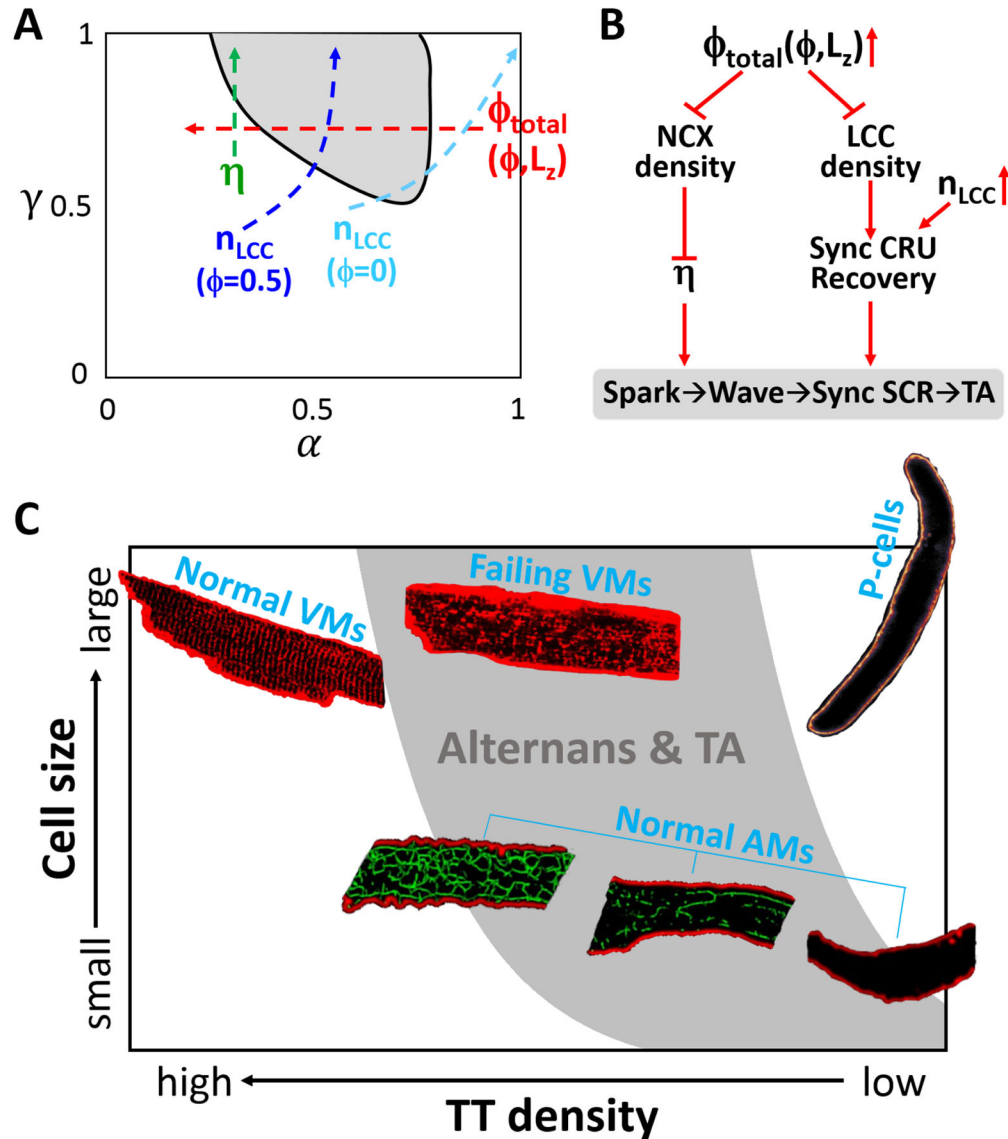 A
1
γ 0.5
0
0
0.5
1
α
η
n_LCC
(ϕ=0.5)
n_LCC
(ϕ=0)
ϕ_total
(ϕ,L_z)
B
ϕ_total(ϕ,L_z)
NCX
density
LCC
density
n_LCC
Sync CRU
Recovery
η
Spark→Wave→Sync SCR→TA
C
Normal VMs
Failing VMs
P-cells
Alternans & TA
Normal AMs
large
Cell size
small
high
low
TT density